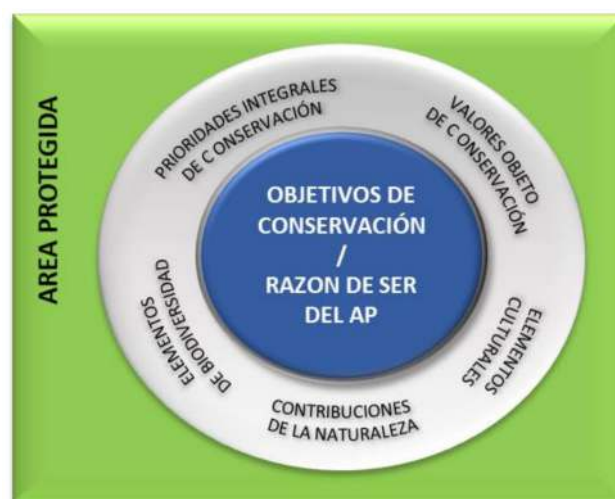 AREA PROTEGIDA
PRIORIDADES INTEGRALES
DE C ONSERVACIÓN
VALORES OBJETO
DE C ONSERVACIÓN
OBJETIVOS DE
CONSERVACIÓN
/
RAZON DE SER
DEL AP
ELEMENTOS
DE BIODIVERSIDAD
ELEMENTOS
CULTURALES
CONTRIBUCIONES
DE LA NATURALEZA